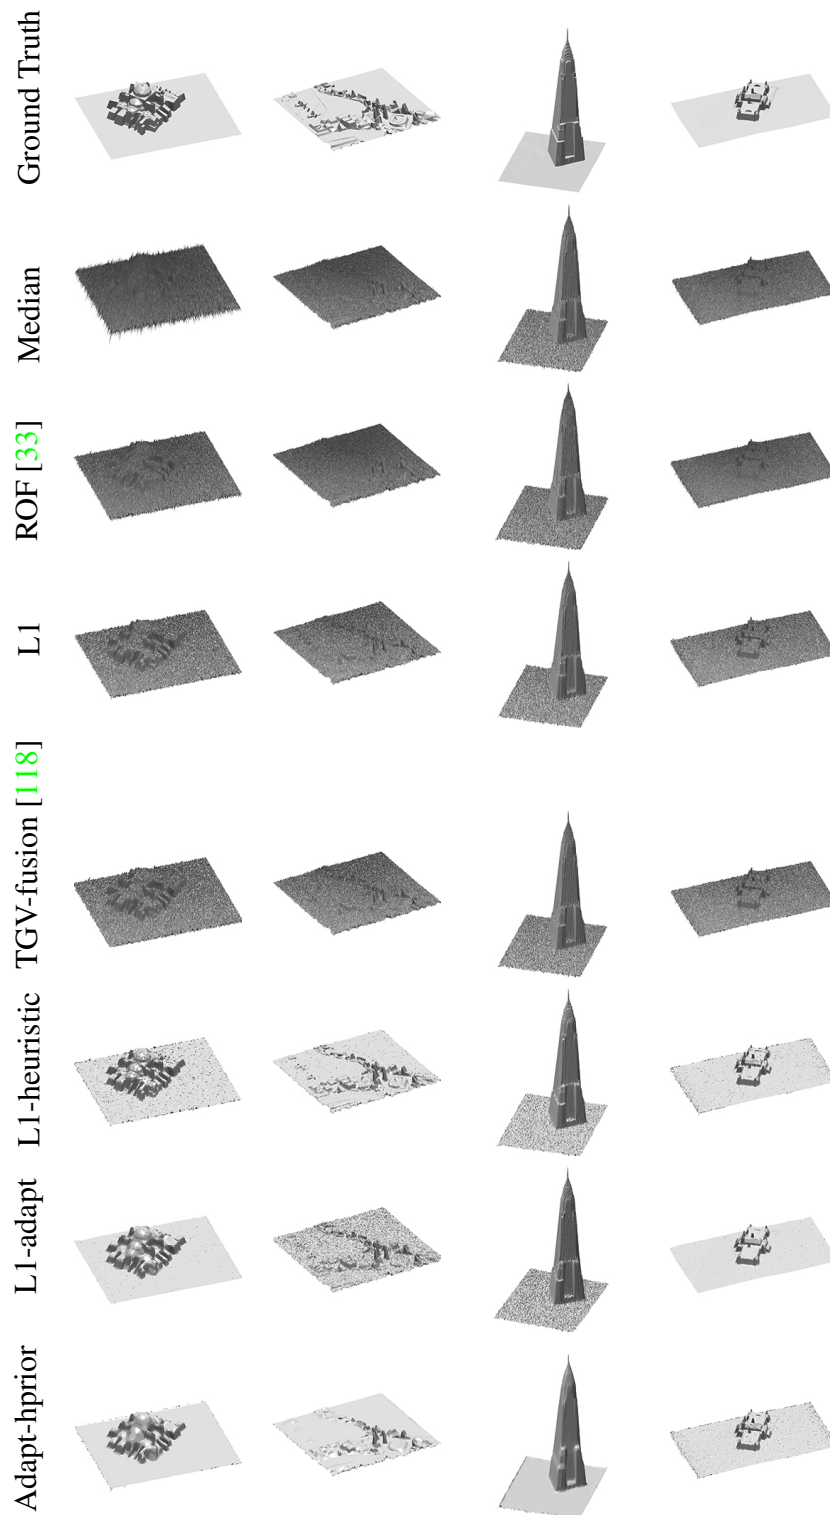 Ground Truth
Median
ROF [33]
L1
TGV-fusion [118]
L1-heuristic
L1-adapt
Adapt-hprior